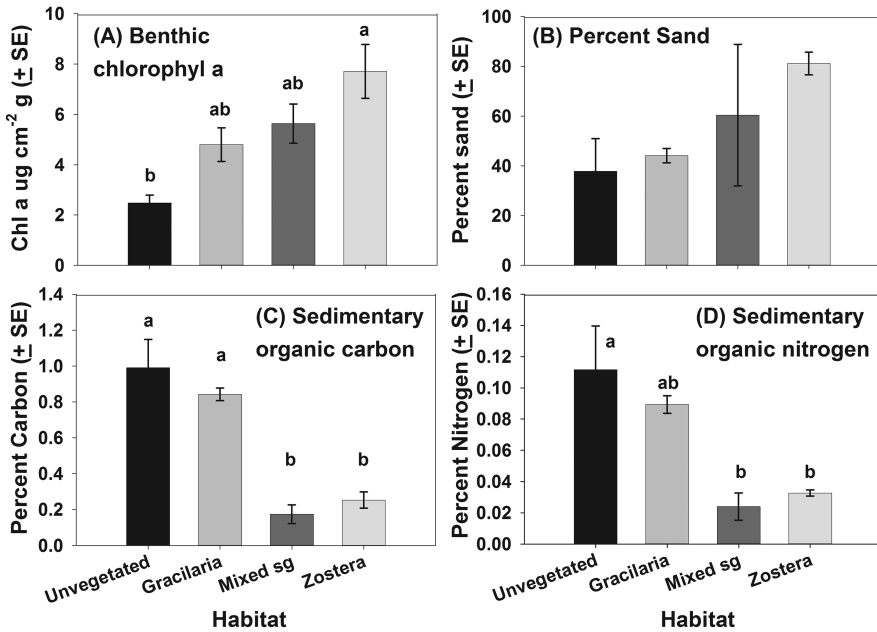 (A) Benthic
chlorophyll a
Chl a ug cm-2 g (± SE)
10
8
6
4
2
0
b
ab
ab
a
(B) Percent Sand
Percent sand (± SE)
100
80
60
40
20
0
(C) Sedimentary
organic carbon
Percent Carbon (± SE)
1.4
1.2
1.0
0.8
0.6
0.4
0.2
0.0
a
a
b
b
Unvegetated
Gracilaria
Mixed sg
Zostera
Habitat
(D) Sedimentary
organic nitrogen
Percent Nitrogen (± SE)
0.16
0.14
0.12
0.10
0.08
0.06
0.04
0.02
0.00
a
ab
b
b
Unvegetated
Gracilaria
Mixed sg
Zostera
Habitat